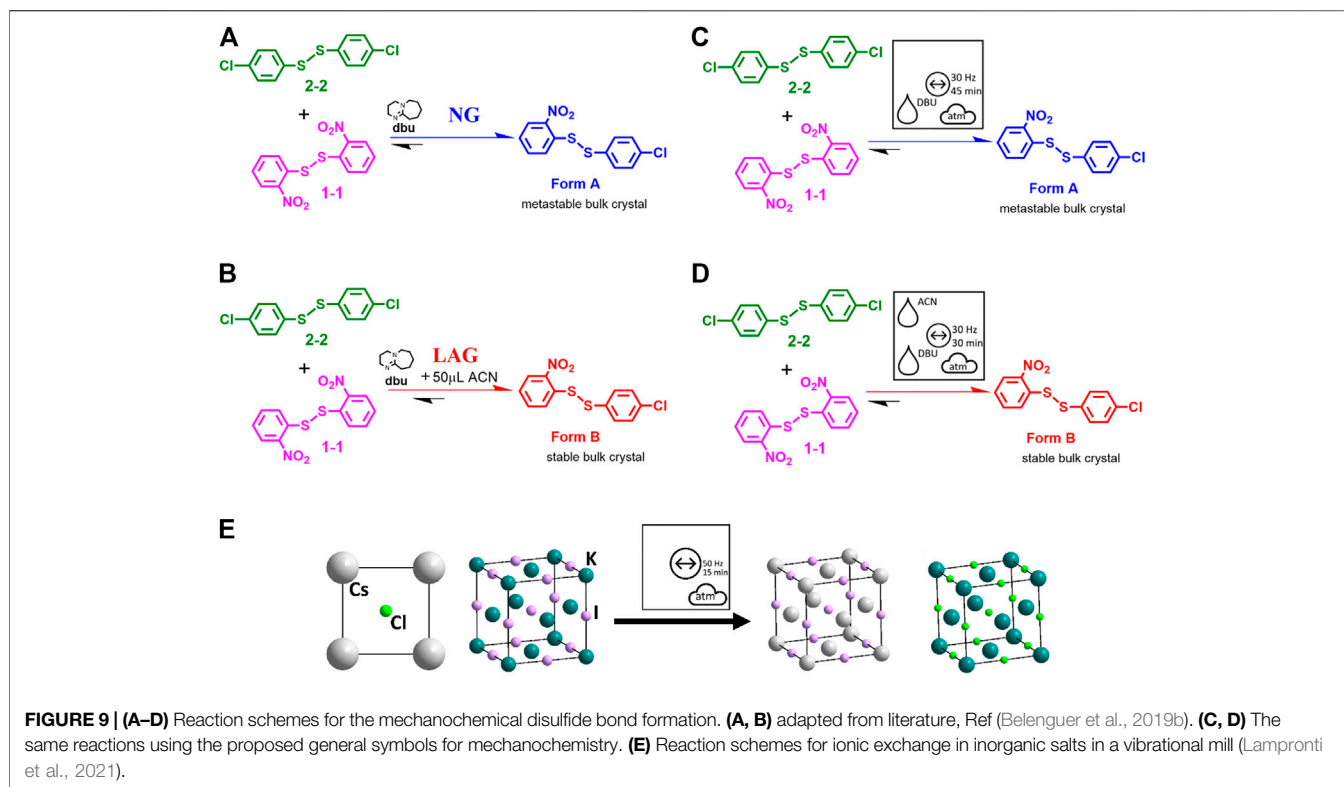 A
Cl
S
S
Cl
2-2
+
N
N
dbu
NG
O₂N
NO₂
S
S
NO₂
1-1
S
S
Cl
Form A
metastable bulk crystal
C
Cl
S
S
Cl
2-2
+
30 Hz
45 min
DBU
atm
O₂N
NO₂
S
S
NO₂
1-1
S
S
Cl
Form A
metastable bulk crystal
B
Cl
S
S
Cl
2-2
+
N
N
dbu
LAG
+50μL ACN
O₂N
NO₂
S
S
NO₂
1-1
S
S
Cl
Form B
stable bulk crystal
D
Cl
S
S
Cl
2-2
+
ACN
30 Hz
30 min
DBU
atm
O₂N
NO₂
S
S
NO₂
1-1
S
S
Cl
Form B
stable bulk crystal
E
Cs
Cl
K
I
50 Hz
15 min
atm
FIGURE 9 | (A–D) Reaction schemes for the mechanochemical disulfide bond formation. (A, B) adapted from literature, Ref (Belenguer et al., 2019b). (C, D) The
same reactions using the proposed general symbols for mechanochemistry. (E) Reaction schemes for ionic exchange in inorganic salts in a vibrational mill (Lampronti
et al., 2021).